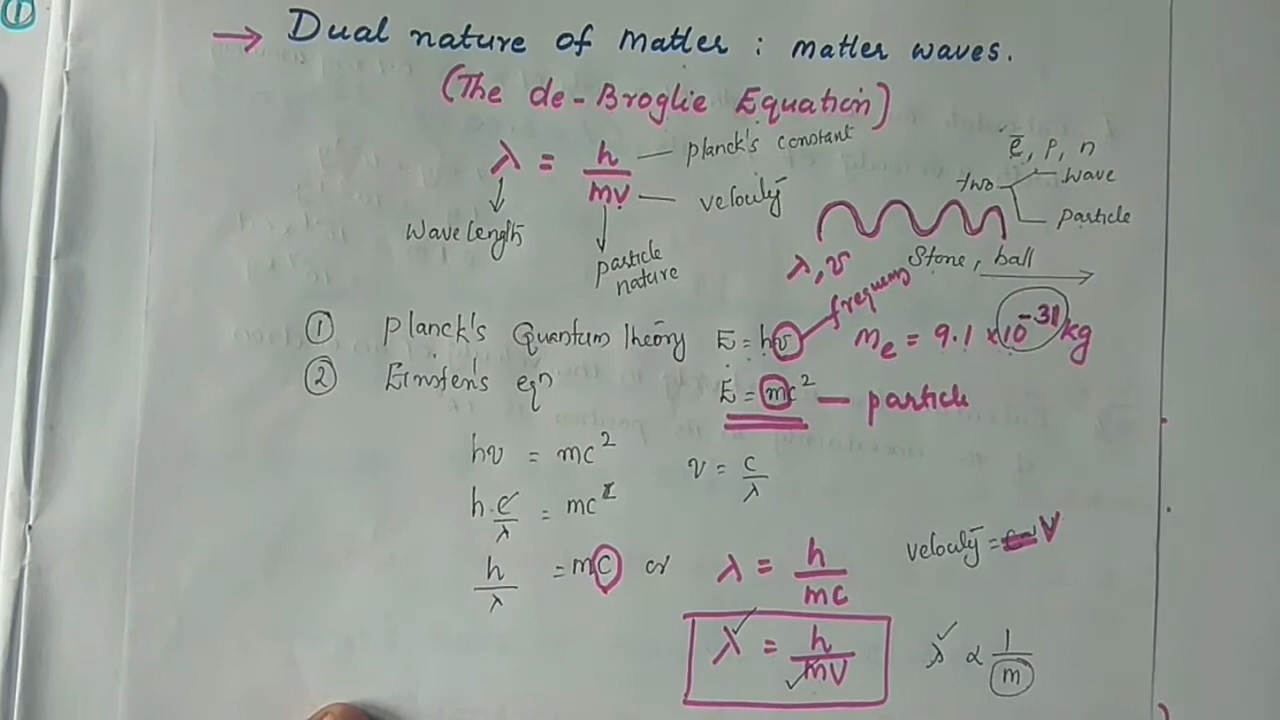 ①
→ Dual nature of matter : matter waves.
(The de-Broglie Equation)
λ = h/mv
planck's constant
velocity
wavelength
particle nature
ē, p, n
two
wave
particle
λ, ν
Stone, ball
① Planck's Quantum Theory E = hν
frequency
me = 9.1 × 10⁻³¹ kg
② Einsten's eqn E = mc² — particle
hν = mc² ν = c/λ
h.c/λ = mc²
h/λ = mc or λ = h/mc
velocity = V
λ = h/mv
λ ∝ 1/m